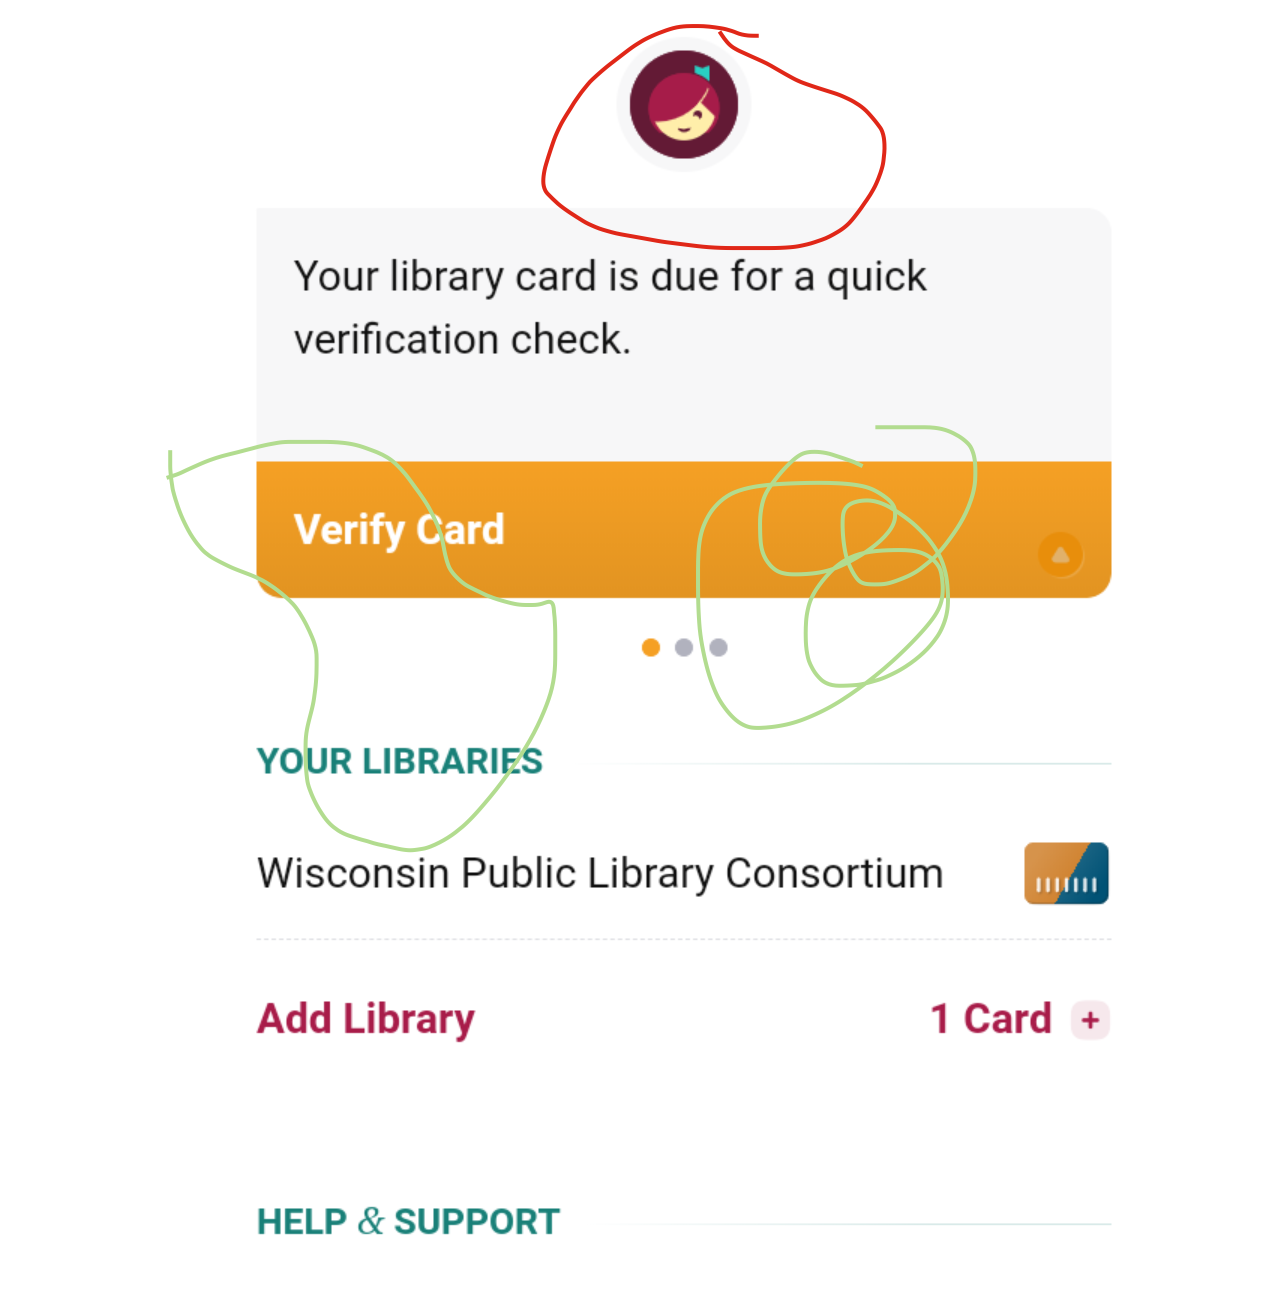 Your library card is due for a quick
verification check.
Verify Card
YOUR LIBRARIES
Wisconsin Public Library Consortium
Add Library 1 Card +
HELP & SUPPORT